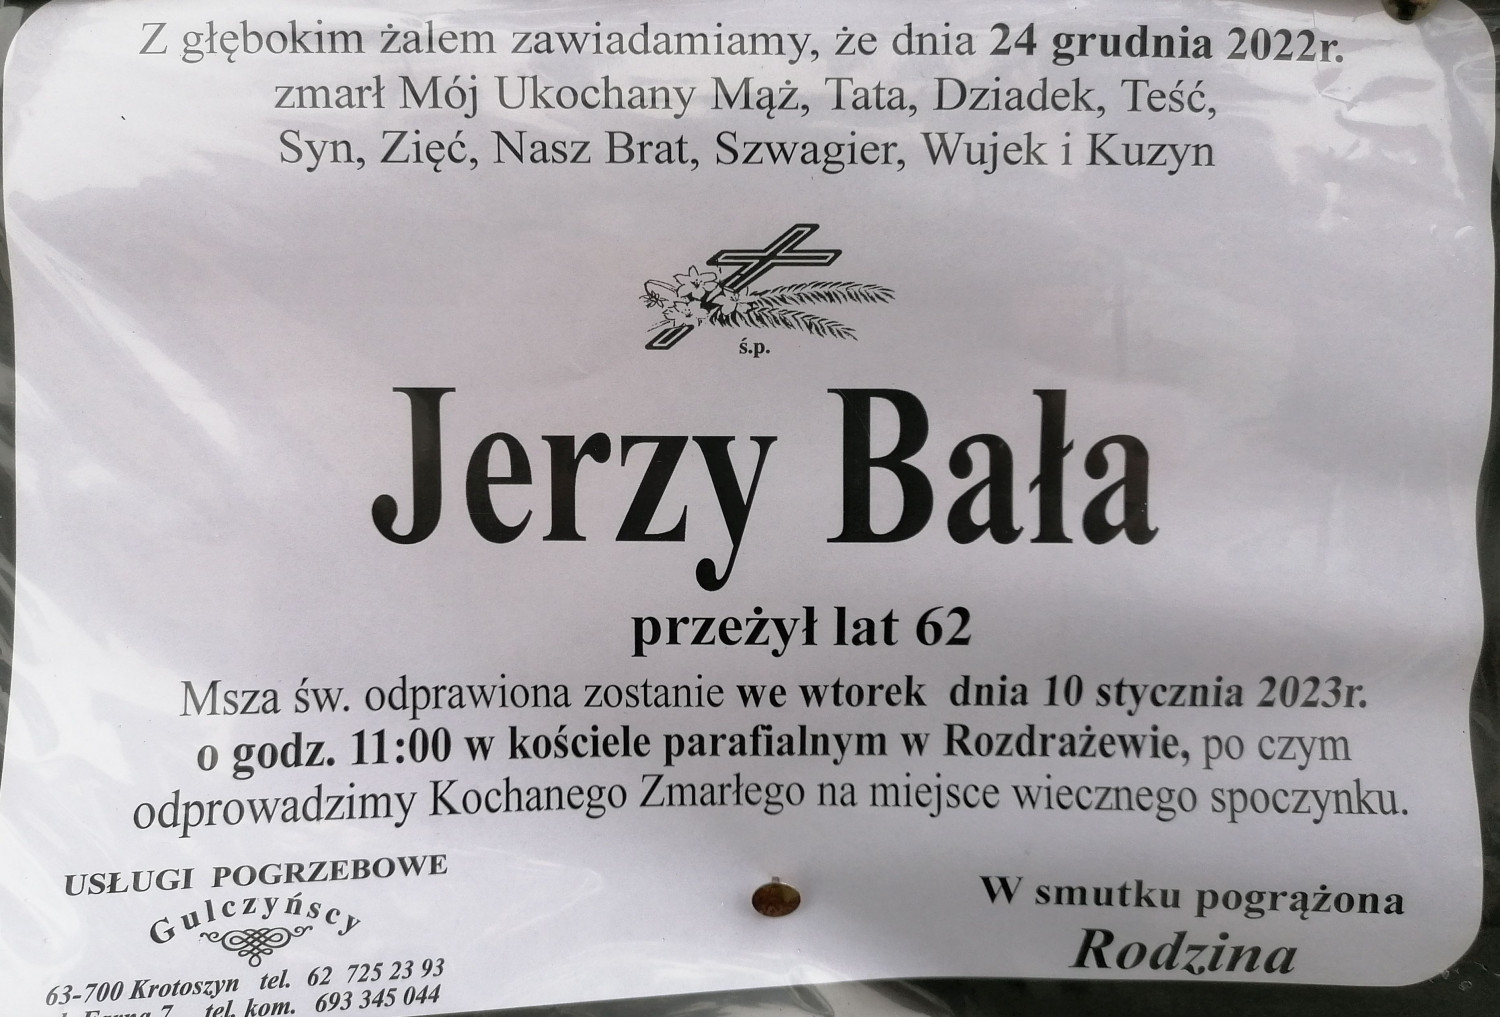 Z głębokim żalem zawiadamiamy, że dnia 24 grudnia 2022r.
zmarł Mój Ukochany Mąż, Tata, Dziadek, Teść,
Syn, Zięć, Nasz Brat, Szwagier, Wujek i Kuzyn
ś.p.
Jerzy Bała
przeżył lat 62
Msza św. odprawiona zostanie we wtorek dnia 10 stycznia 2023r.
o godz. 11:00 w kościele parafialnym w Rozdrażewie, po czym
odprowadzimy Kochanego Zmarłego na miejsce wiecznego spoczynku.
USŁUGI POGRZEBOWE
Gulczyńscy
63-700 Krotoszyn tel. 62 725 23 93
7 tel. kom. 693 345 044
W smutku pogrążona
Rodzina